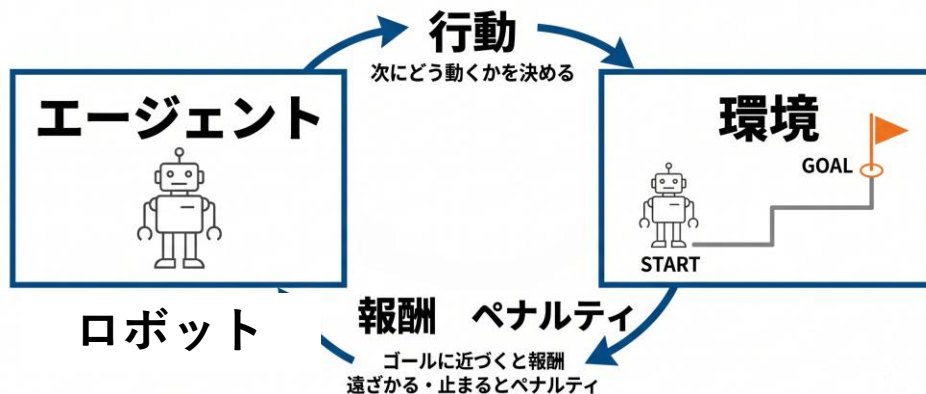 行動
次にどう動くかを決める
エージェント
環境
GOAL
START
ロボット
報酬 ペナルティ
ゴールに近づくと報酬
遠ざかる・止まるとペナルティ